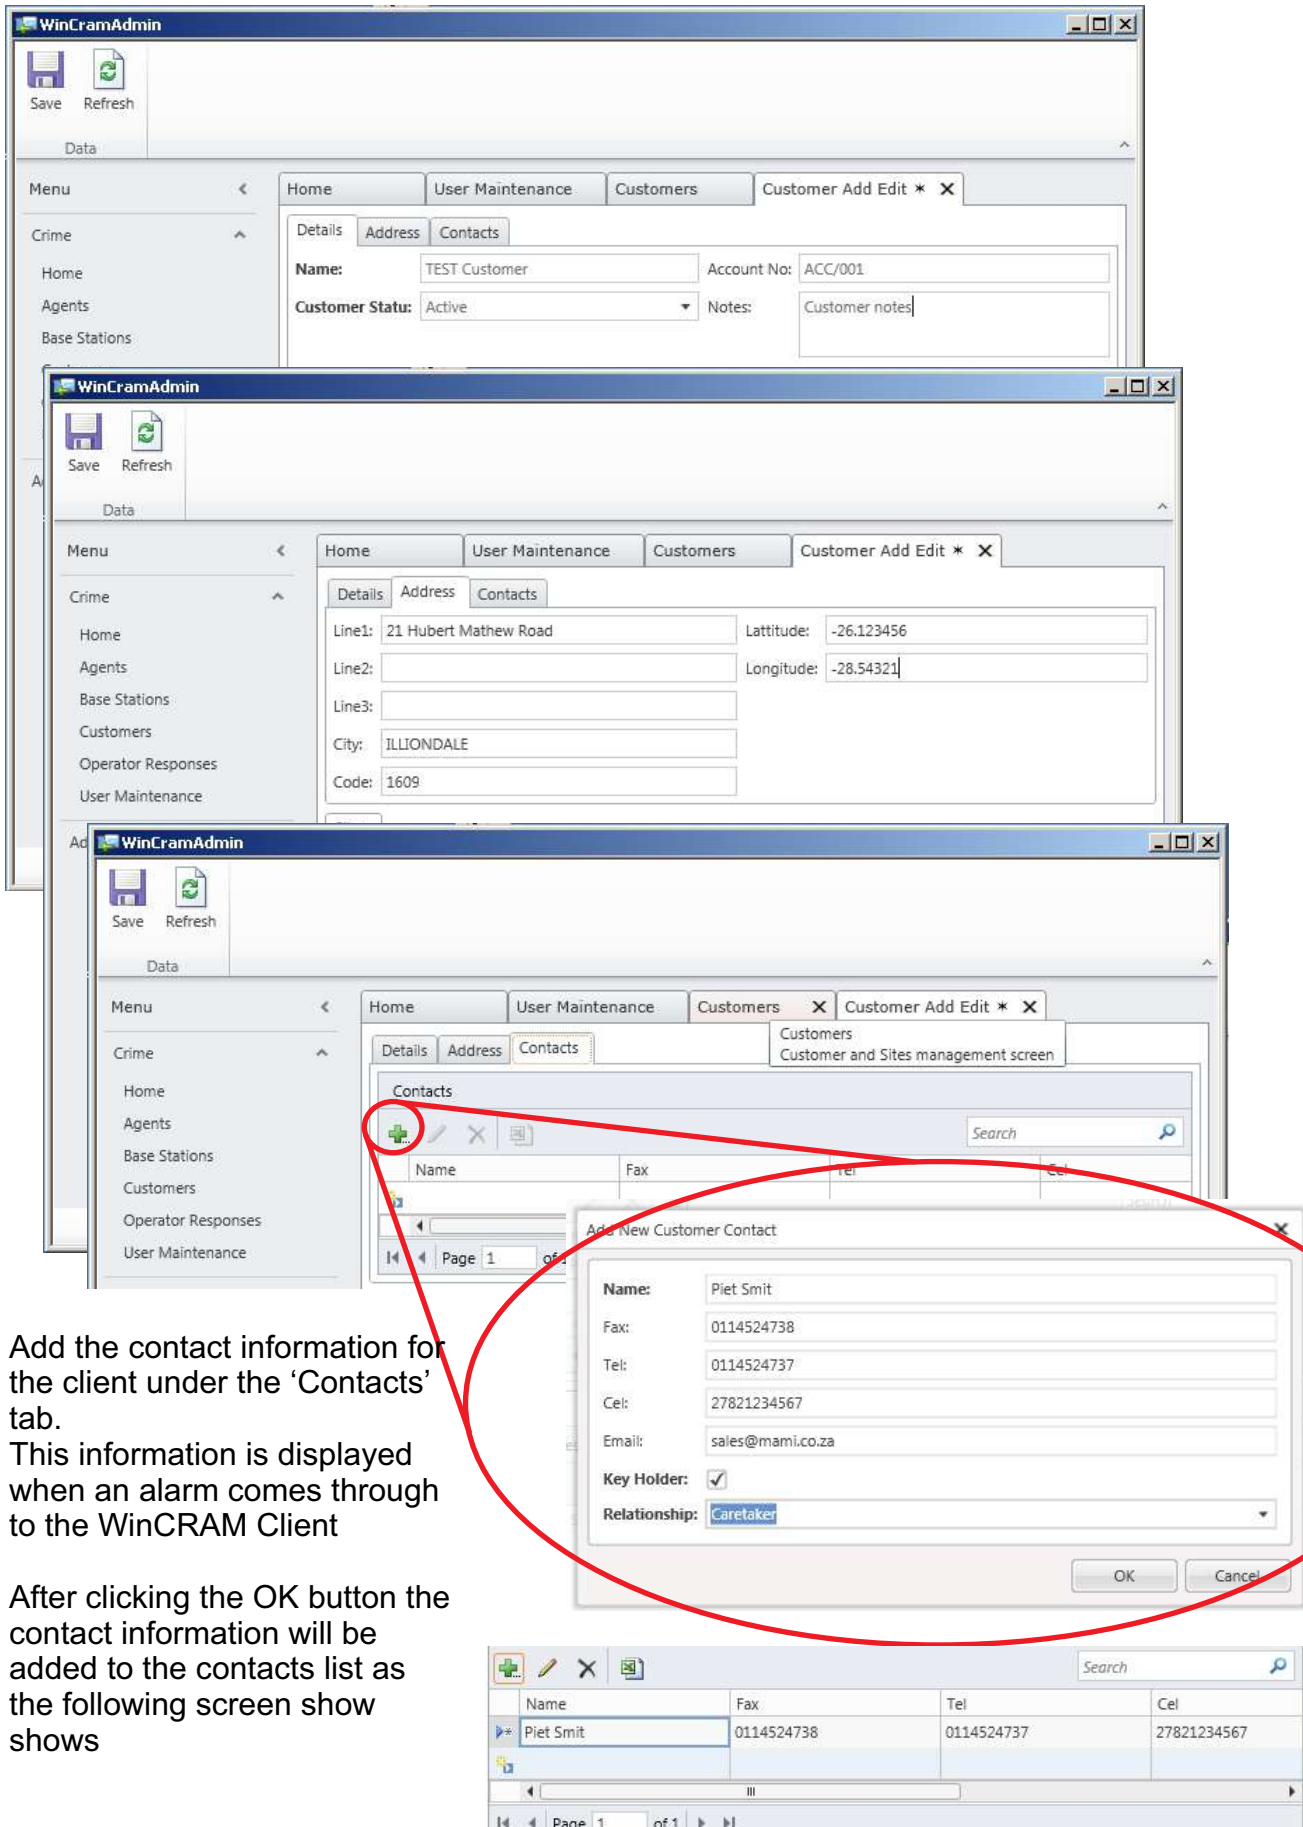 WinCramAdmin
Save Refresh
Data
Menu
Home User Maintenance Customers Customer Add Edit *
Crime
Details Address Contacts
Home
Name: TEST Customer Account No: ACC/001
Agents
Customer Statu: Active Notes: Customer notes
Base Stations
WinCramAdmin
Save Refresh
Data
Menu
Home User Maintenance Customers Customer Add Edit *
Crime
Details Address Contacts
Home
Line1: 21 Hubert Mathew Road Lattitude: -26.123456
Agents
Line2: Longitude: -28.54321
Base Stations
Line3:
Customers
City: ILLIONDALE
Operator Responses
Code: 1609
User Maintenance
Ad
WinCramAdmin
Save Refresh
Data
Menu
Home User Maintenance Customers Customer Add Edit *
Customers
Customer and Sites management screen
Crime
Details Address Contacts
Home
Contacts
Agents
Search
Base Stations
Name Fax Tel Cel
Customers
Operator Responses
User Maintenance
Page 1 of 1
Add New Customer Contact
Name: Piet Smit
Fax: 0114524738
Tel: 0114524737
Cel: 27821234567
Email: sales@mami.co.za
Key Holder:
Relationship: Caretaker
OK Cancel
Add the contact information for
the client under the ‘Contacts’
tab.
This information is displayed
when an alarm comes through
to the WinCRAM Client
After clicking the OK button the
contact information will be
added to the contacts list as
the following screen show
shows
Search
Name Fax Tel Cel
Piet Smit 0114524738 0114524737 27821234567
Page 1 of 1